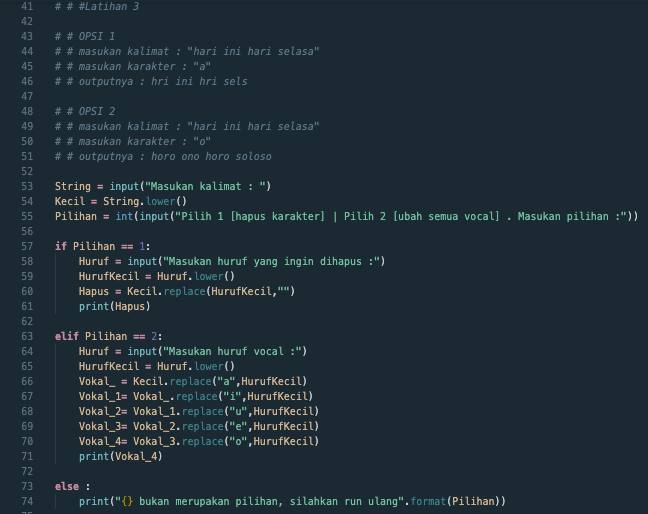 41 # # #Latihan 3
42
43 # # OPSI 1
44 # # masukan kalimat : "hari ini hari selasa"
45 # # masukan karakter : "a"
46 # # outputnya : hri ini hri sels
47
48 # # OPSI 2
49 # # masukan kalimat : "hari ini hari selasa"
50 # # masukan karakter : "o"
51 # # outputnya : horo ono horo soloso
52
53 String = input("Masukan kalimat : ")
54 Kecil = String.lower()
55 Pilihan = int(input("Pilih 1 [hapus karakter] | Pilih 2 [ubah semua vocal] . Masukan pilihan :"))
56
57 if Pilihan == 1:
58     Huruf = input("Masukan huruf yang ingin dihapus :")
59     HurufKecil = Huruf.lower()
60     Hapus = Kecil.replace(HurufKecil,"")
61     print(Hapus)
62
63 elif Pilihan == 2:
64     Huruf = input("Masukan huruf vocal :")
65     HurufKecil = Huruf.lower()
66     Vokal_ = Kecil.replace("a",HurufKecil)
67     Vokal_1= Vokal_.replace("i",HurufKecil)
68     Vokal_2= Vokal_1.replace("u",HurufKecil)
69     Vokal_3= Vokal_2.replace("e",HurufKecil)
70     Vokal_4= Vokal_3.replace("o",HurufKecil)
71     print(Vokal_4)
72
73 else :
74     print("{} bukan merupakan pilihan, silahkan run ulang".format(Pilihan))